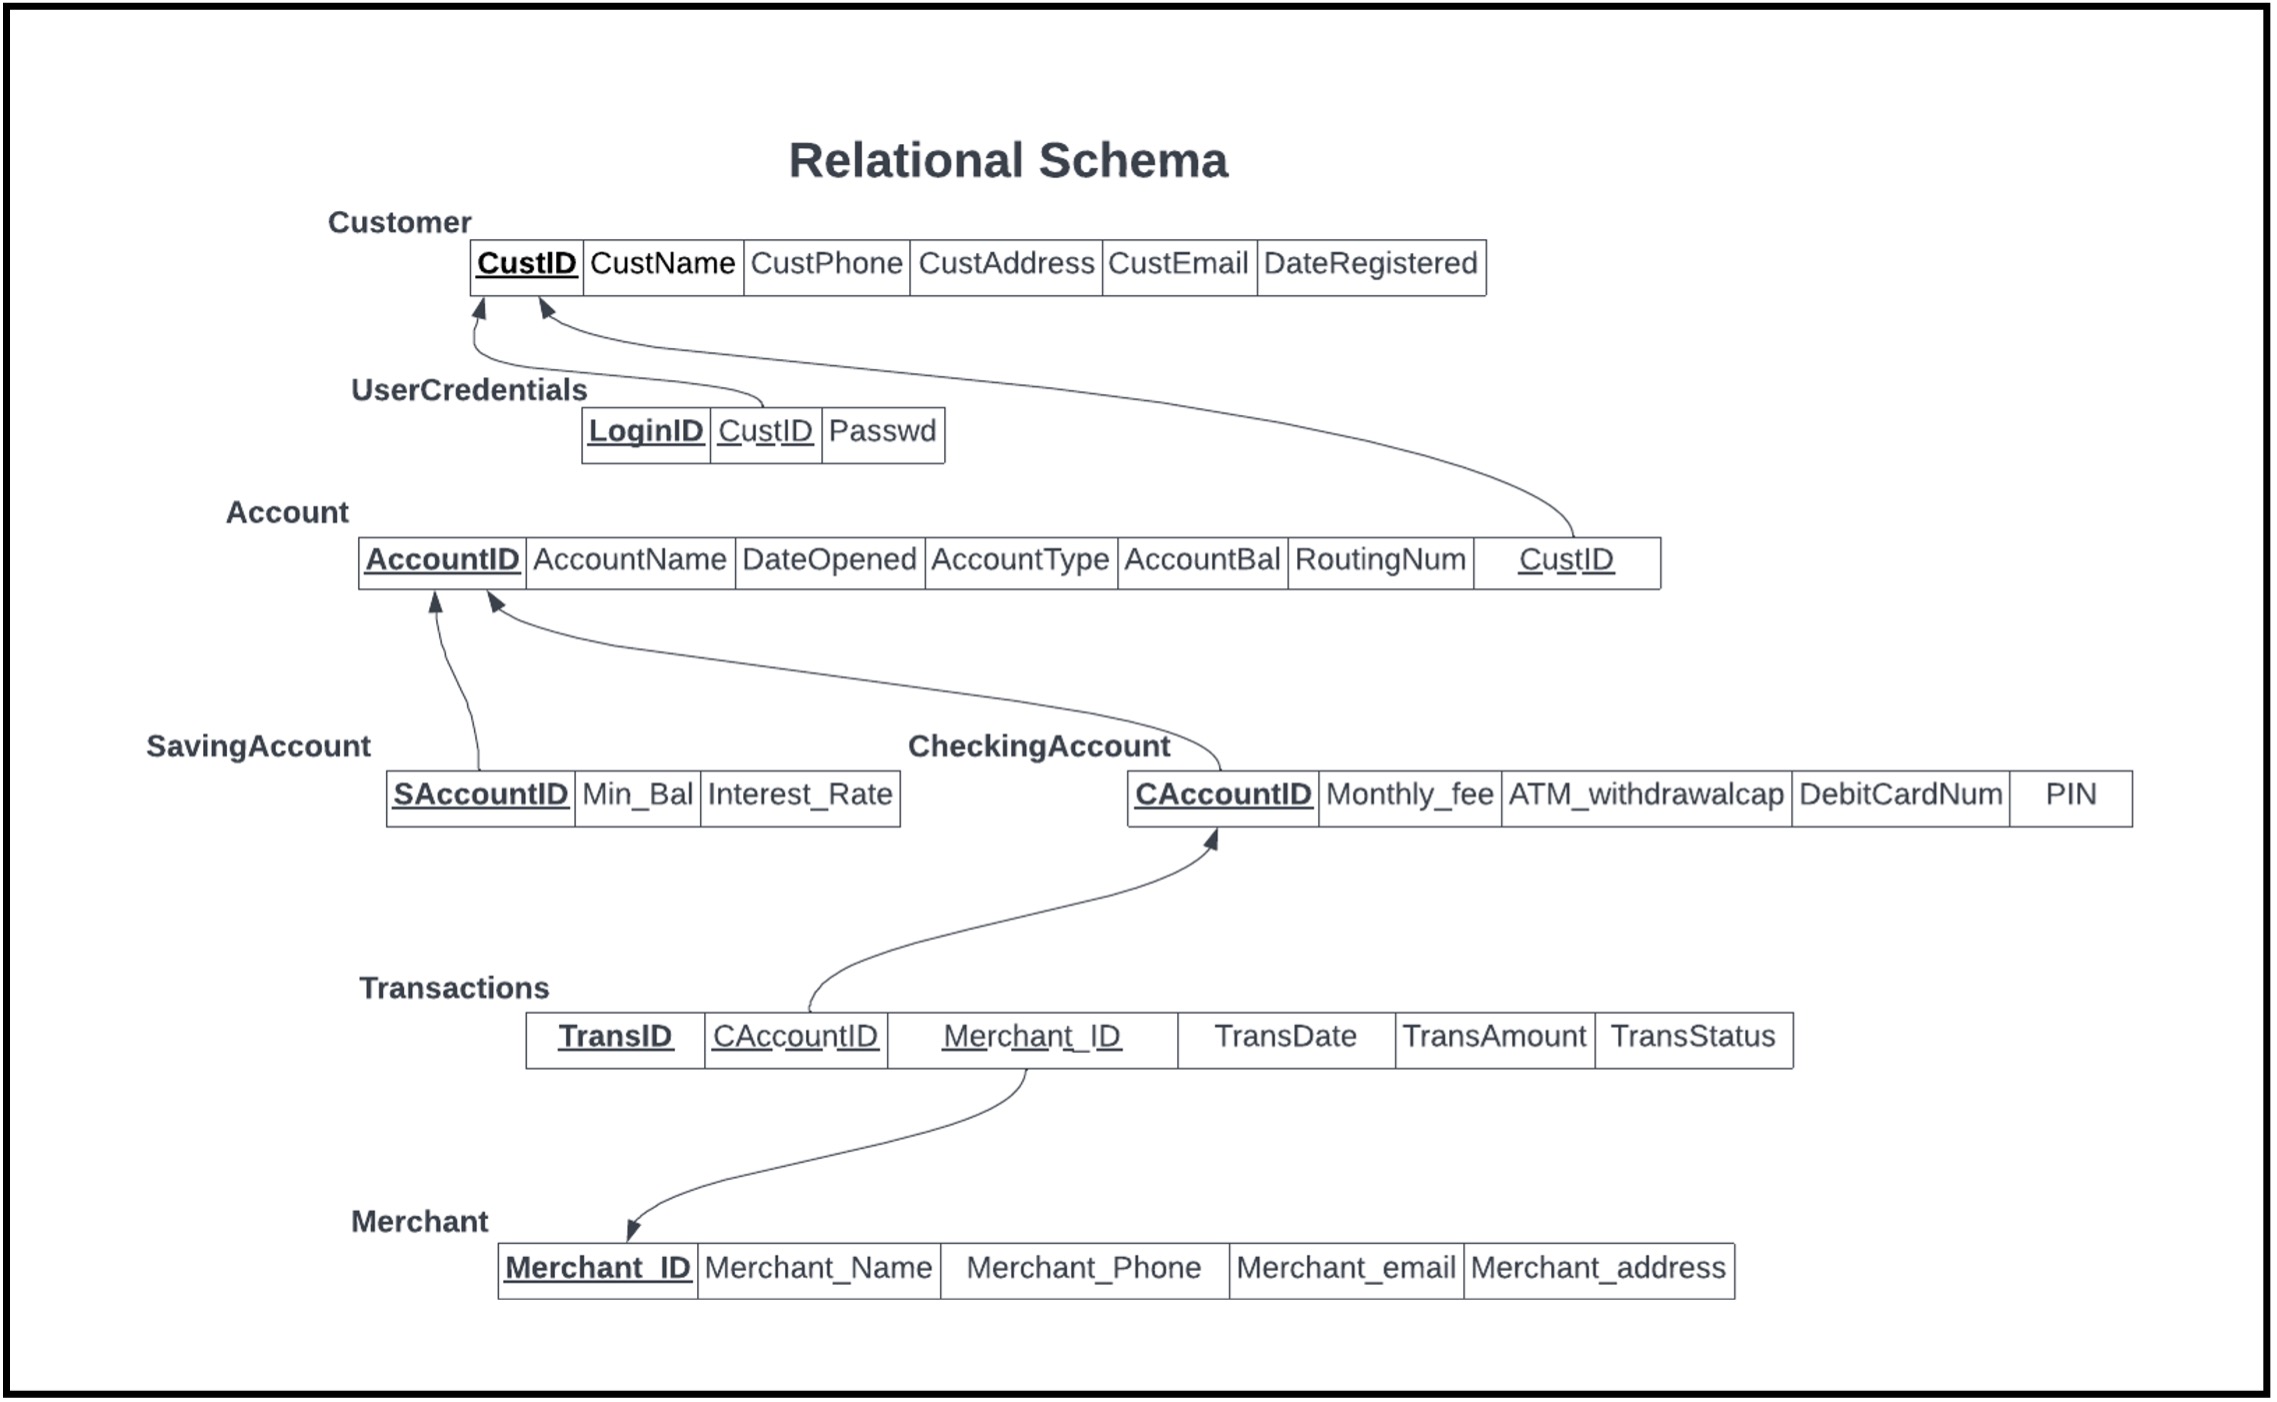 Relational Schema
Customer
CustID CustName CustPhone CustAddress CustEmail DateRegistered
UserCredentials
LoginID CustID Passwd
Account
AccountID AccountName DateOpened AccountType AccountBal RoutingNum CustID
SavingAccount CheckingAccount
SAccountID Min_Bal Interest_Rate CAccountID Monthly_fee ATM_withdrawalcap DebitCardNum PIN
Transactions
TransID CAccountID Merchant_ID TransDate TransAmount TransStatus
Merchant
Merchant_ID Merchant_Name Merchant_Phone Merchant_email Merchant_address